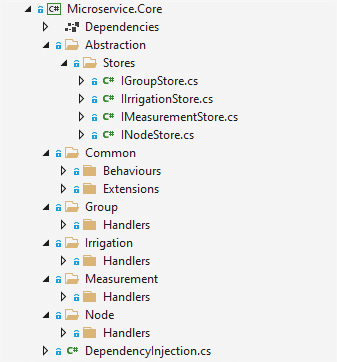 C# Microservice.Core
Dependencies
Abstraction
Stores
C# IGroupStore.cs
C# IIrrigationStore.cs
C# IMeasurementStore.cs
C# INodeStore.cs
Common
Behaviours
Extensions
Group
Handlers
Irrigation
Handlers
Measurement
Handlers
Node
Handlers
C# DependencyInjection.cs